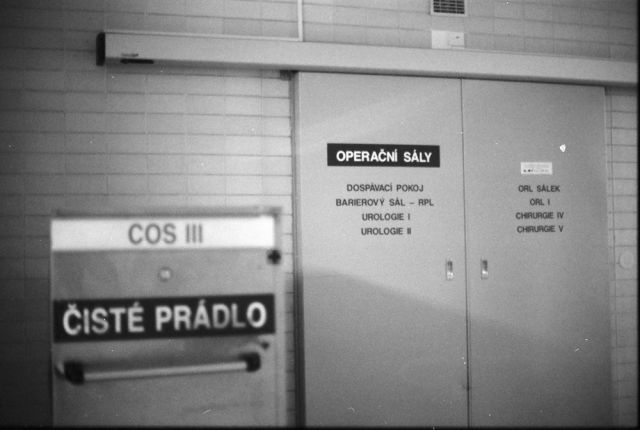 OPERAČNÍ SÁLY
DOSPÁVACÍ POKOJ
BARIEROVÝ SÁL – RPL
UROLOGIE I
UROLOGIE II
ORL SÁLEK
ORL I
CHIRURGIE IV
CHIRURGIE V
COS III
ČISTÉ PRÁDLO